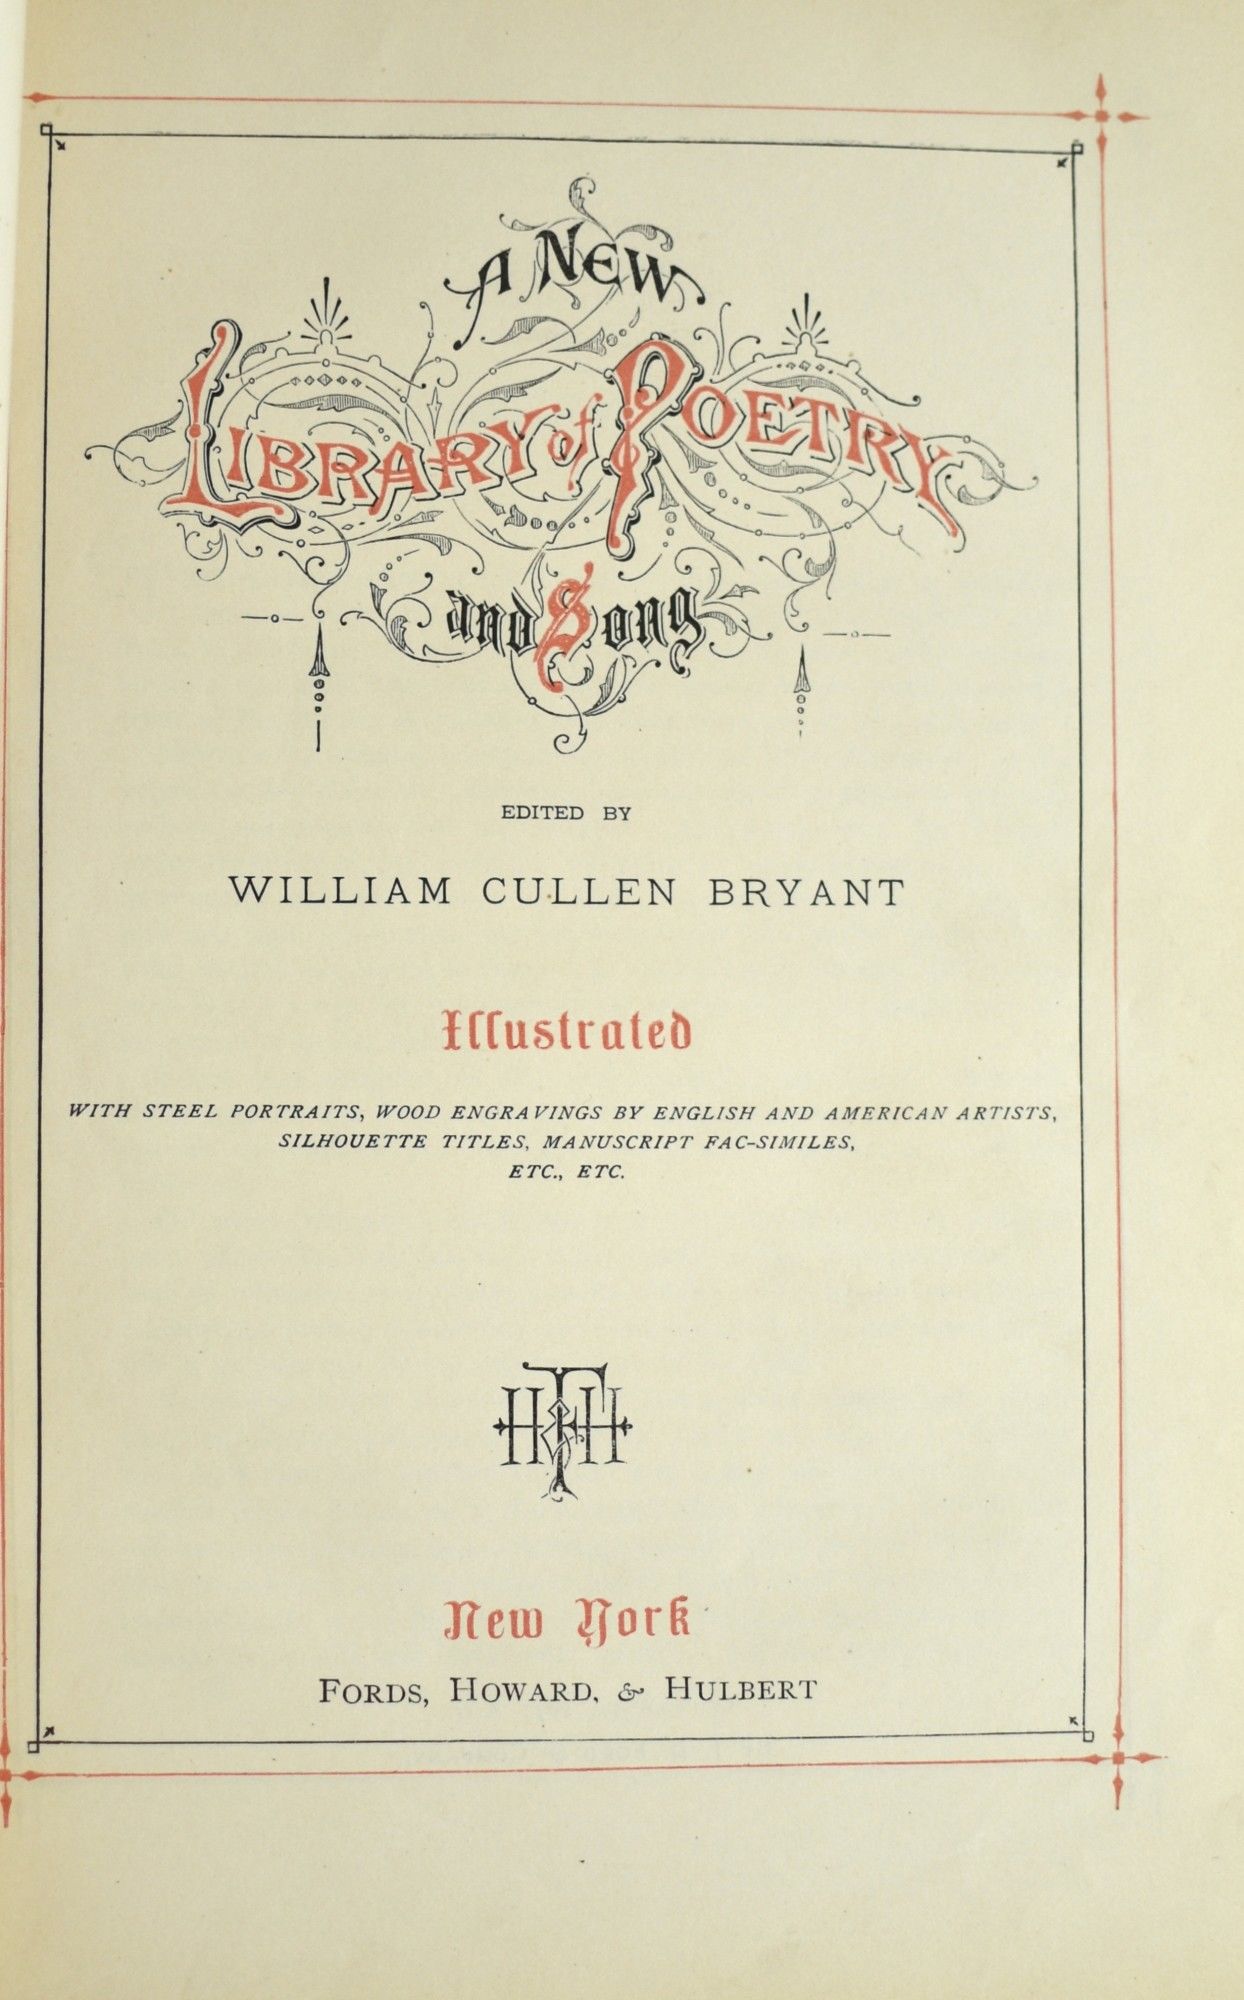 A NEW
LIBRARY of POETRY
and Song
EDITED BY
WILLIAM CULLEN BRYANT
Illustrated
WITH STEEL PORTRAITS, WOOD ENGRAVINGS BY ENGLISH AND AMERICAN ARTISTS,
SILHOUETTE TITLES, MANUSCRIPT FAC-SIMILES,
ETC., ETC.
HF&H
New York
FORDS, HOWARD, & HULBERT